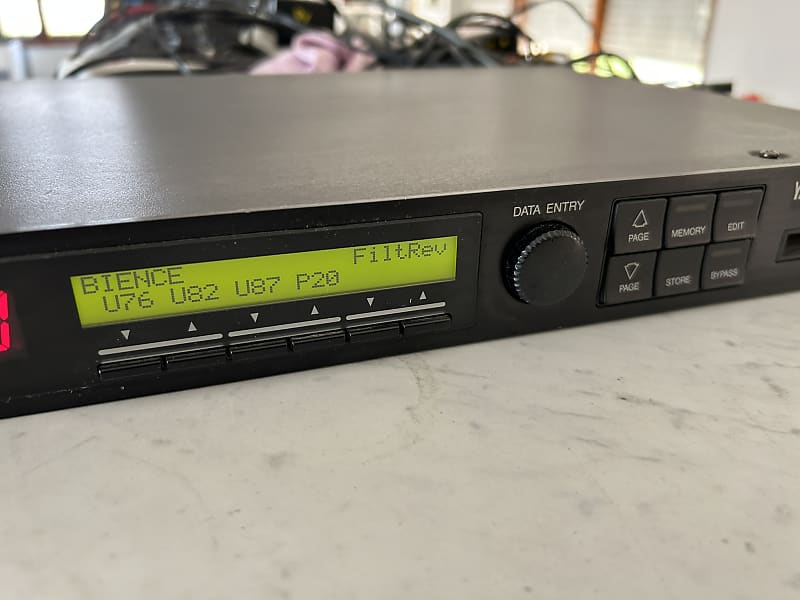 BIENCE FiltRev
U76 U82 U87 P20
DATA ENTRY
PAGE MEMORY EDIT
PAGE STORE BYPASS